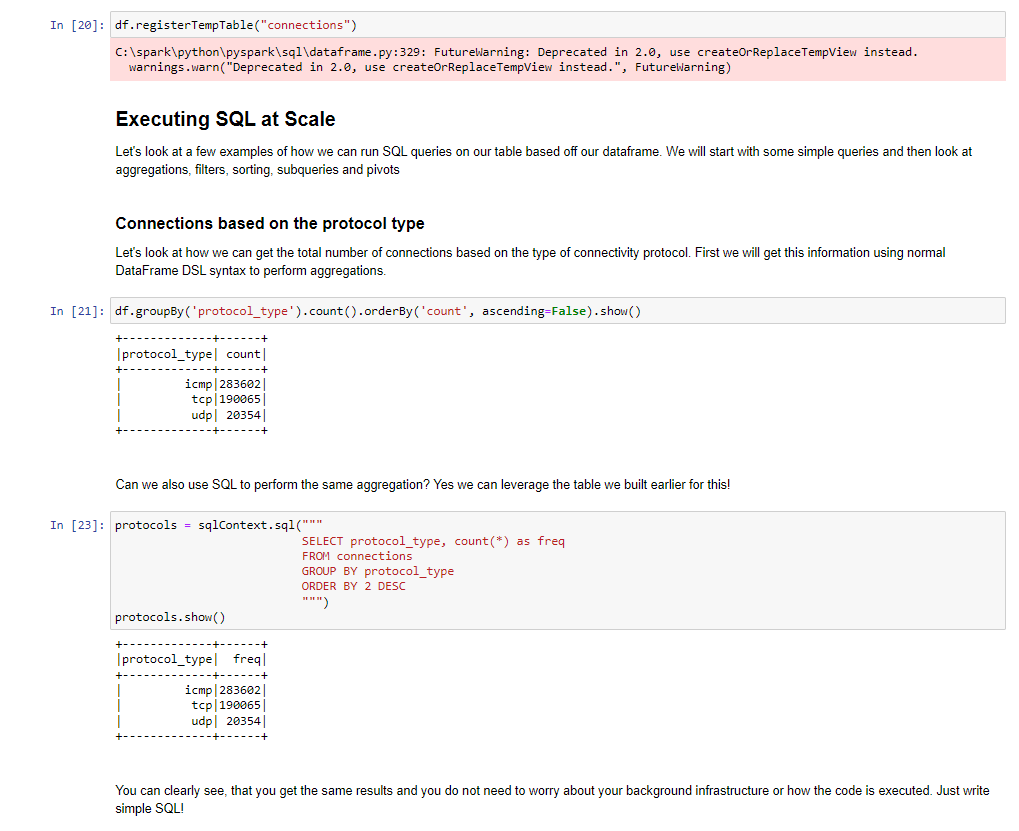 In [20]: df.registerTempTable("connections")
C:\spark\python\pyspark\sql\dataframe.py:329: FutureWarning: Deprecated in 2.0, use createOrReplaceTempView instead.
  warnings.warn("Deprecated in 2.0, use createOrReplaceTempView instead.", FutureWarning)
Executing SQL at Scale
Let's look at a few examples of how we can run SQL queries on our table based off our dataframe. We will start with some simple queries and then look at
aggregations, filters, sorting, subqueries and pivots
Connections based on the protocol type
Let's look at how we can get the total number of connections based on the type of connectivity protocol. First we will get this information using normal
DataFrame DSL syntax to perform aggregations.
In [21]: df.groupBy('protocol_type').count().orderBy('count', ascending=False).show()
+-------------+------+
|protocol_type| count|
+-------------+------+
|         icmp|283602|
|          tcp|190065|
|          udp| 20354|
+-------------+------+
Can we also use SQL to perform the same aggregation? Yes we can leverage the table we built earlier for this!
In [23]: protocols = sqlContext.sql("""
                           SELECT protocol_type, count(*) as freq
                           FROM connections
                           GROUP BY protocol_type
                           ORDER BY 2 DESC
                           """)
protocols.show()
+-------------+------+
|protocol_type|  freq|
+-------------+------+
|         icmp|283602|
|          tcp|190065|
|          udp| 20354|
+-------------+------+
You can clearly see, that you get the same results and you do not need to worry about your background infrastructure or how the code is executed. Just write
simple SQL!